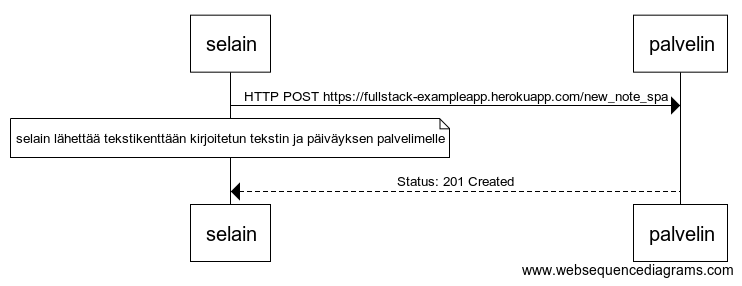 selain
palvelin
HTTP POST https://fullstack-exampleapp.herokuapp.com/new_note_spa
selain lähettää tekstikenttään kirjoitetun tekstin ja päiväyksen palvelimelle
Status: 201 Created
selain
palvelin
www.websequencediagrams.com